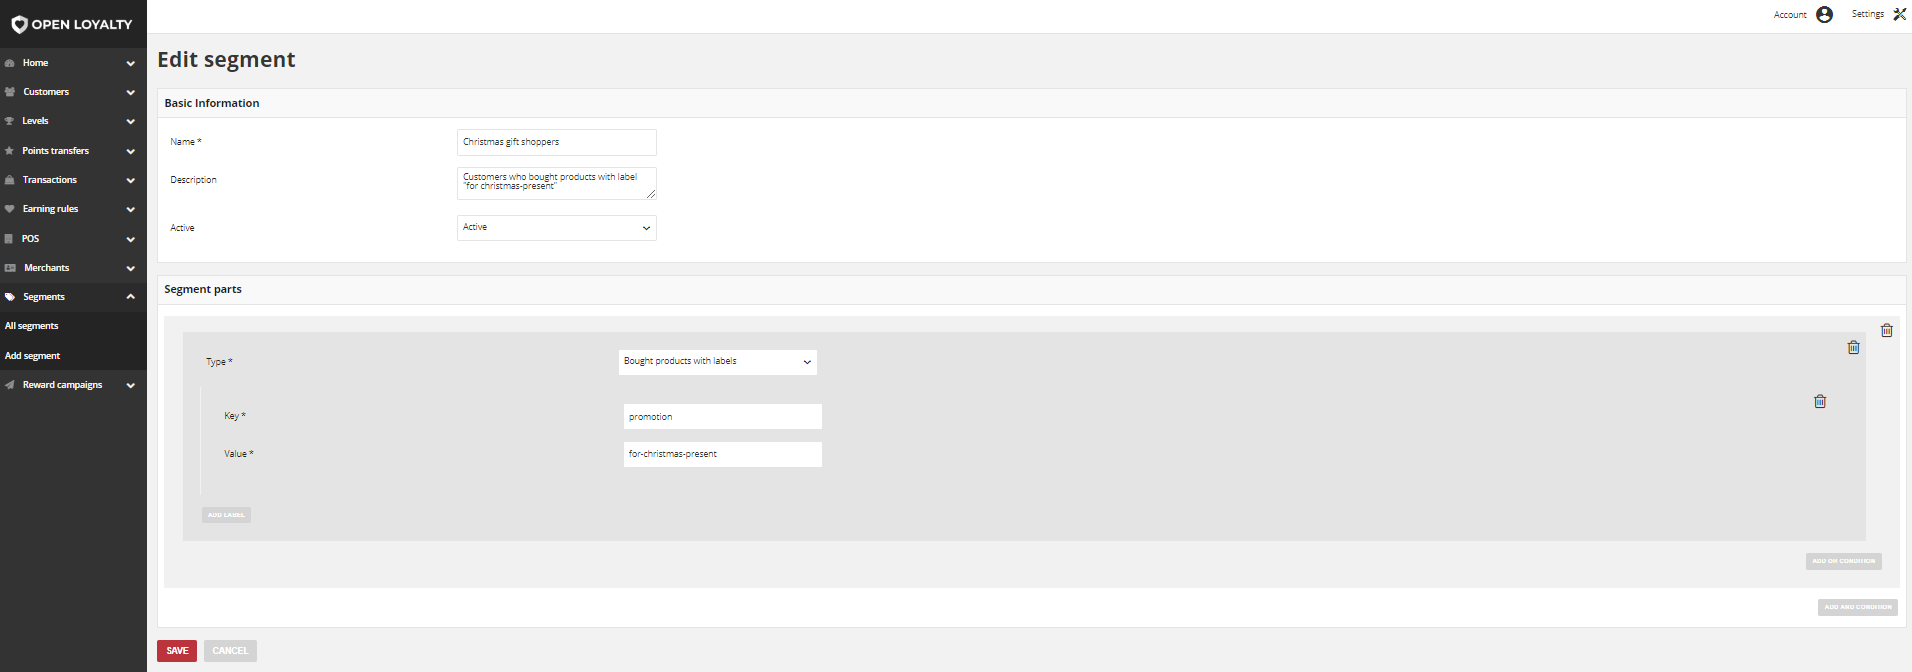 OPEN LOYALTY
Account
Settings
Home
Customers
Levels
Points transfers
Transactions
Earning rules
POS
Merchants
Segments
All segments
Add segment
Reward campaigns
Edit segment
Basic Information
Name *
Christmas gift shoppers
Description
Customers who bought products with label
"for christmas-present"
Active
Active
Segment parts
Type *
Bought products with labels
Key *
promotion
Value *
for-christmas-present
ADD LABEL
ADD OR CONDITION
ADD AND CONDITION
SAVE
CANCEL